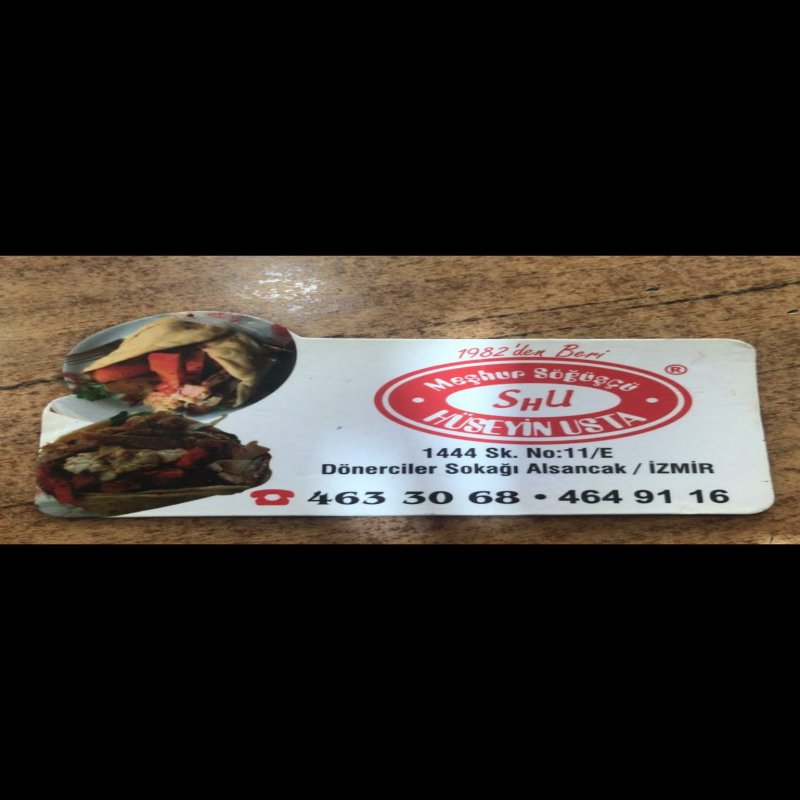 1982'den Beri
Meşhur Söğüşçü
®
SHU
HÜSEYİN USTA
1444 Sk. No:11/E
Dönerciler Sokağı Alsancak / İZMİR
☎ 463 30 68 • 464 91 16